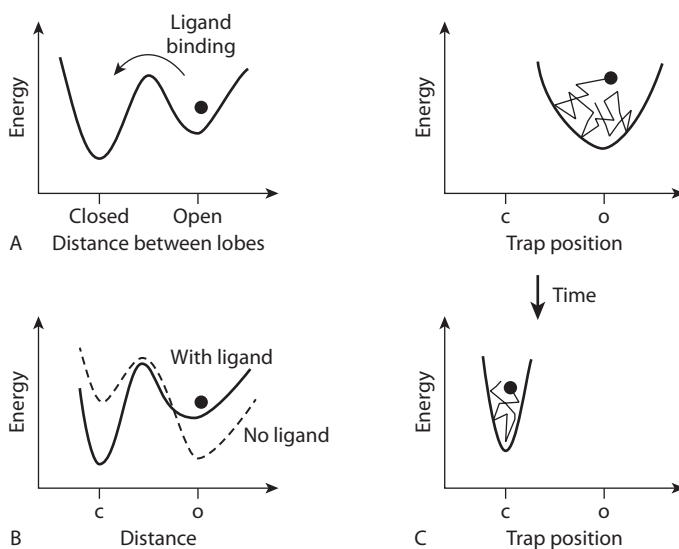 Ligand
binding
Energy
Closed
Open
A
Distance between lobes
Energy
c
o
Trap position
Time
With ligand
No ligand
Energy
c
o
B
Distance
Energy
c
o
C
Trap position